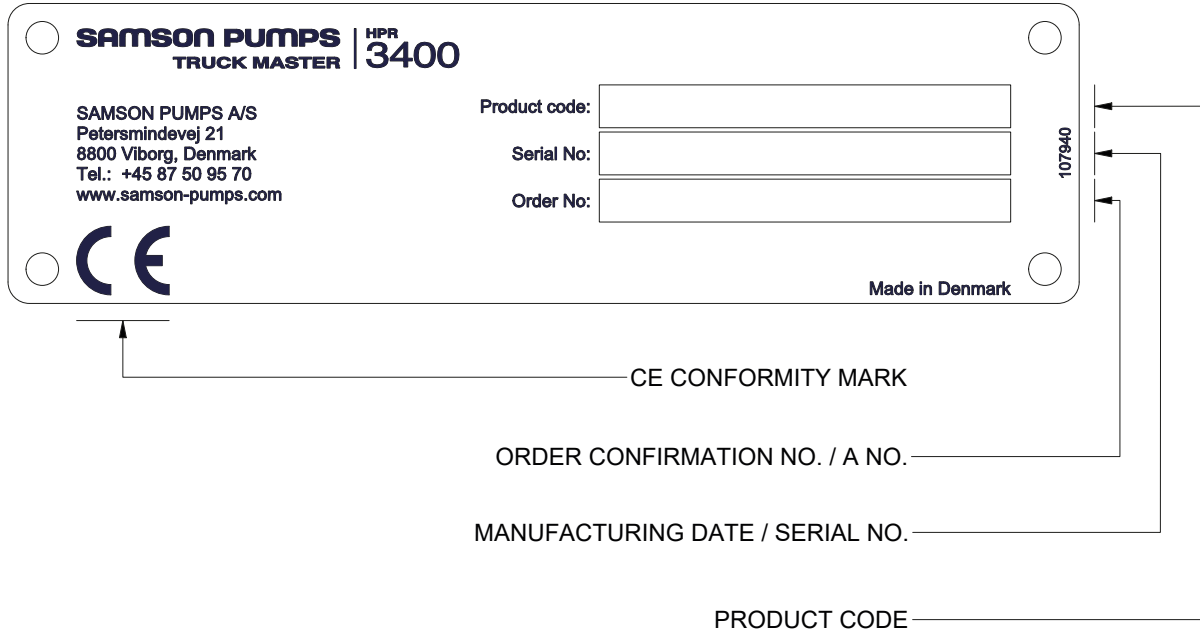 SAMSON PUMPS
TRUCK MASTER
HPR
3400
SAMSON PUMPS A/S
Petersmindevej 21
8800 Viborg, Denmark
Tel.: +45 87 50 95 70
www.samson-pumps.com
Product code:
Serial No:
Order No:
107940
CE
Made in Denmark
CE CONFORMITY MARK
ORDER CONFIRMATION NO. / A NO.
MANUFACTURING DATE / SERIAL NO.
PRODUCT CODE